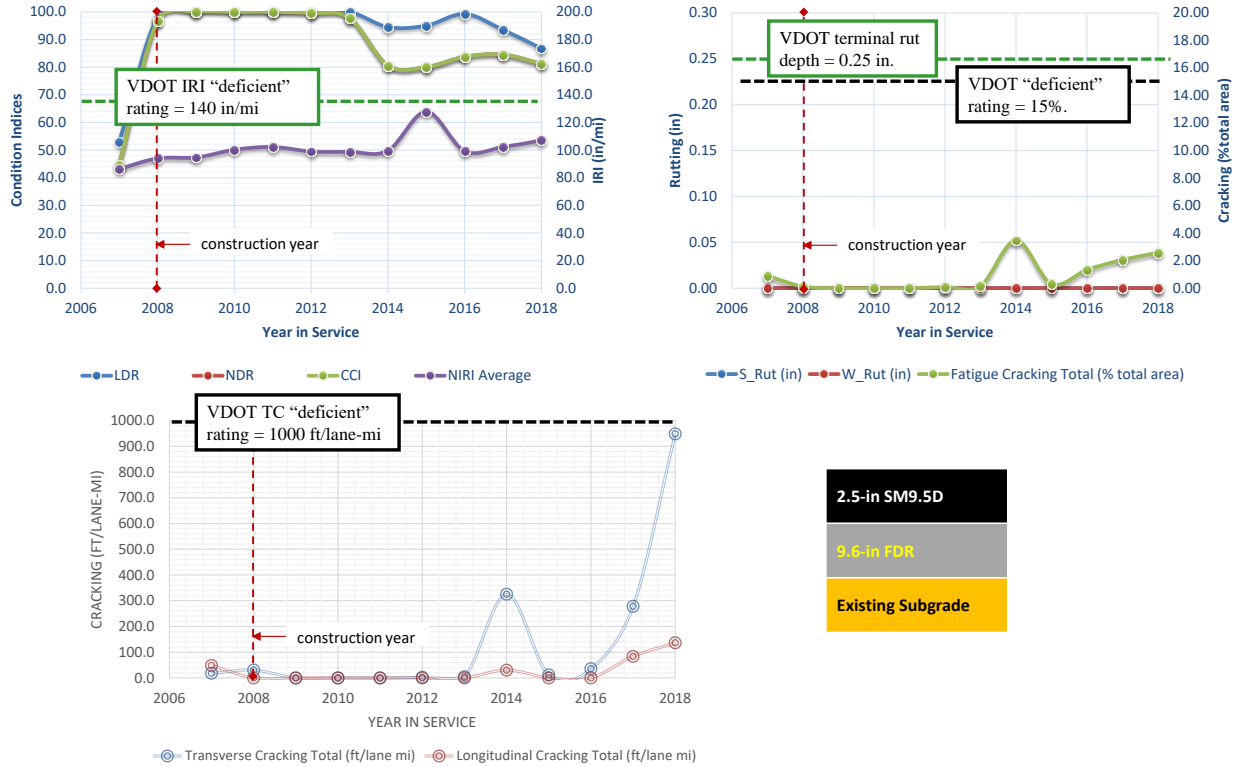 100.0
90.0
80.0
70.0
60.0
50.0
40.0
30.0
20.0
10.0
0.0
Condition Indices
200.0
180.0
160.0
140.0
120.0
100.0
80.0
60.0
40.0
20.0
0.0
IRI (in/mi)
VDOT IRI “deficient”
rating = 140 in/mi
construction year
2006 2008 2010 2012 2014 2016 2018
Year in Service
LDR NDR CCI NIRI Average
0.30
0.25
0.20
0.15
0.10
0.05
0.00
Rutting (in)
20.00
18.00
16.00
14.00
12.00
10.00
8.00
6.00
4.00
2.00
0.00
Cracking (%total area)
VDOT terminal rut
depth = 0.25 in.
VDOT “deficient”
rating = 15%.
construction year
2006 2008 2010 2012 2014 2016 2018
Year in Service
S_Rut (in) W_Rut (in) Fatigue Cracking Total (% total area)
1000.0
900.0
800.0
700.0
600.0
500.0
400.0
300.0
200.0
100.0
0.0
CRACKING (FT/LANE-MI)
VDOT TC “deficient”
rating = 1000 ft/lane-mi
construction year
2006 2008 2010 2012 2014 2016 2018
YEAR IN SERVICE
Transverse Cracking Total (ft/lane mi) Longitudinal Cracking Total (ft/lane mi)
2.5-in SM9.5D
9.6-in FDR
Existing Subgrade